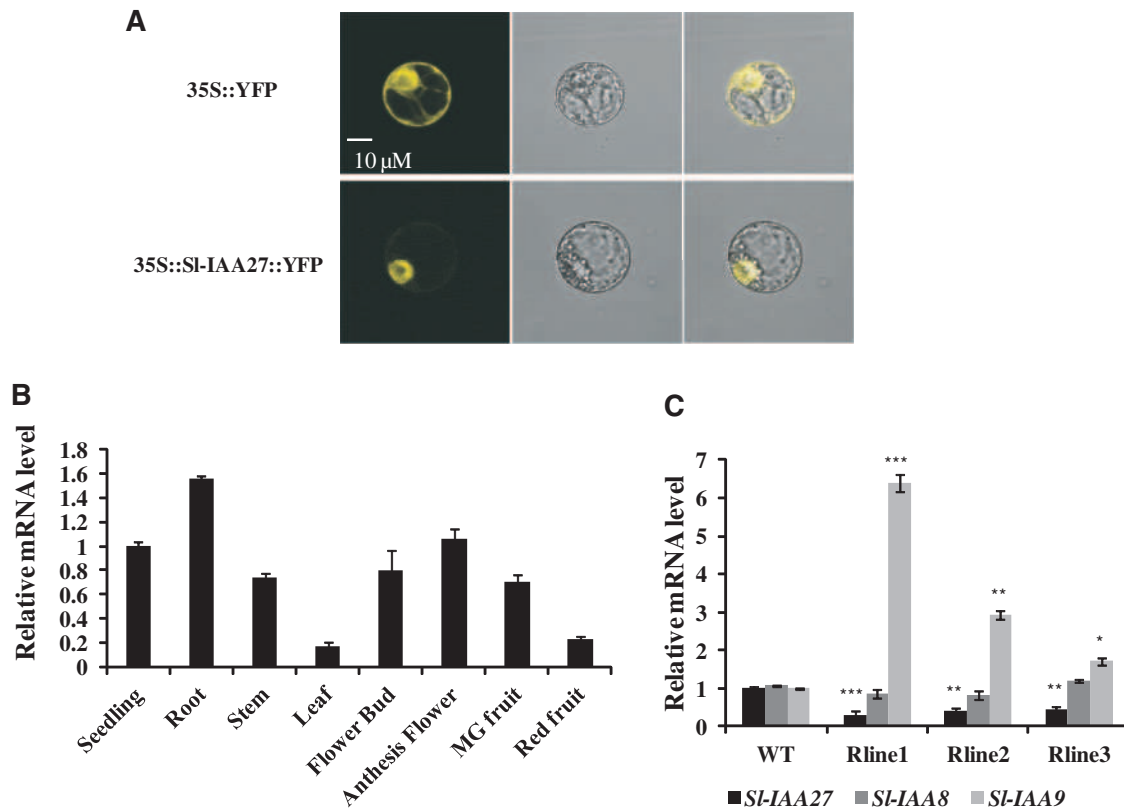 A
35S::YFP
10 µM
35S::Sl-IAA27::YFP
B
Relative mRNA level
1.8
1.6
1.4
1.2
1
0.8
0.6
0.4
0.2
0
Seedling
Root
Stem
Leaf
Flower Bud
Anthesis Flower
MG fruit
Red fruit
C
Relative mRNA level
7
6
5
4
3
2
1
0
***
***
**
**
**
*
WT
Rline1
Rline2
Rline3
Sl-IAA27
Sl-IAA8
Sl-IAA9